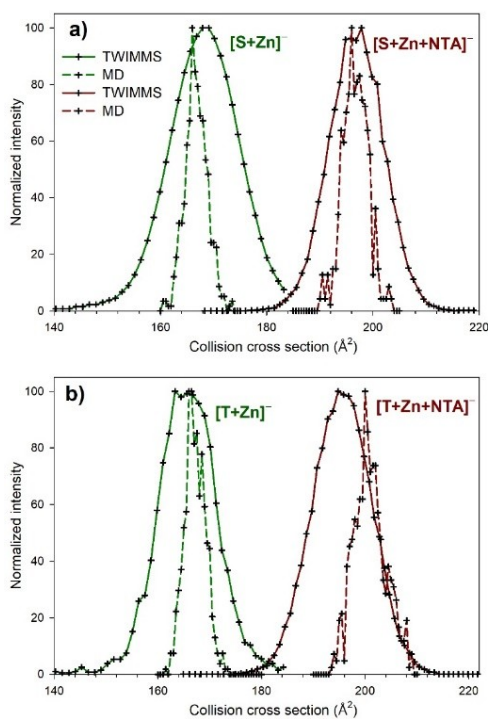 a)
[S+Zn]⁻
[S+Zn+NTA]⁻
TWIMMS
MD
TWIMMS
MD
Normalized intensity
100
80
60
40
20
0
140 160 180 200 220
Collision cross section (Å²)
b)
[T+Zn]⁻
[T+Zn+NTA]⁻
Normalized intensity
100
80
60
40
20
0
140 160 180 200 220
Collision cross section (Å²)